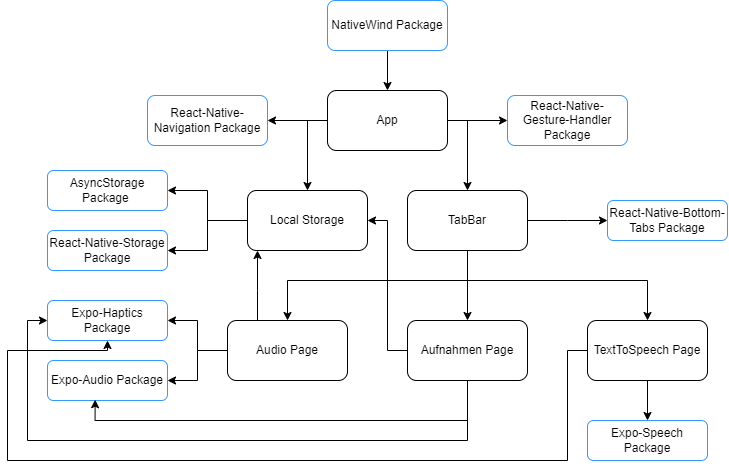 NativeWind Package
React-Native-
Navigation Package
App
React-Native-
Gesture-Handler
Package
AsyncStorage
Package
Local Storage
TabBar
React-Native-Bottom-
Tabs Package
React-Native-Storage
Package
Expo-Haptics
Package
Audio Page
Aufnahmen Page
TextToSpeech Page
Expo-Audio Package
Expo-Speech
Package